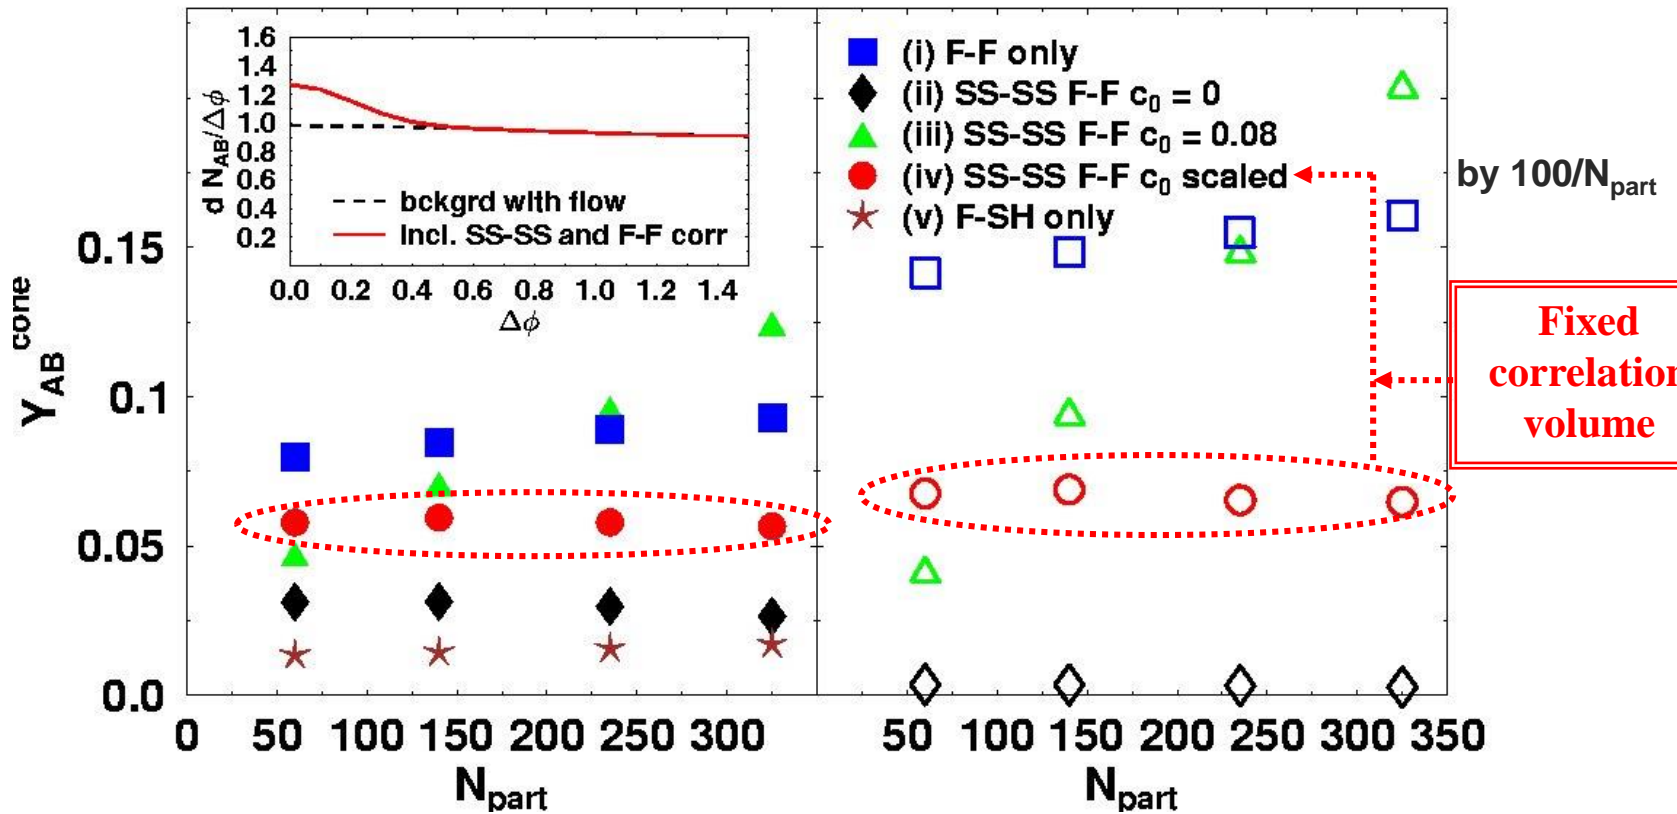 1.6
1.4
1.2
1.0
0.8
0.6
0.4
0.2
d N_AB/Δϕ
bckgrd with flow
incl. SS-SS and F-F corr
0.0 0.2 0.4 0.6 0.8 1.0 1.2 1.4
Δϕ
(i) F-F only
(ii) SS-SS F-F c₀ = 0
(iii) SS-SS F-F c₀ = 0.08
(iv) SS-SS F-F c₀ scaled
(v) F-SH only
by 100/N_part
Fixed
correlation
volume
Y_AB^cone
0.15
0.1
0.05
0.0
0 50 100 150 200 250 300
N_part
50 100 150 200 250 300 350
N_part